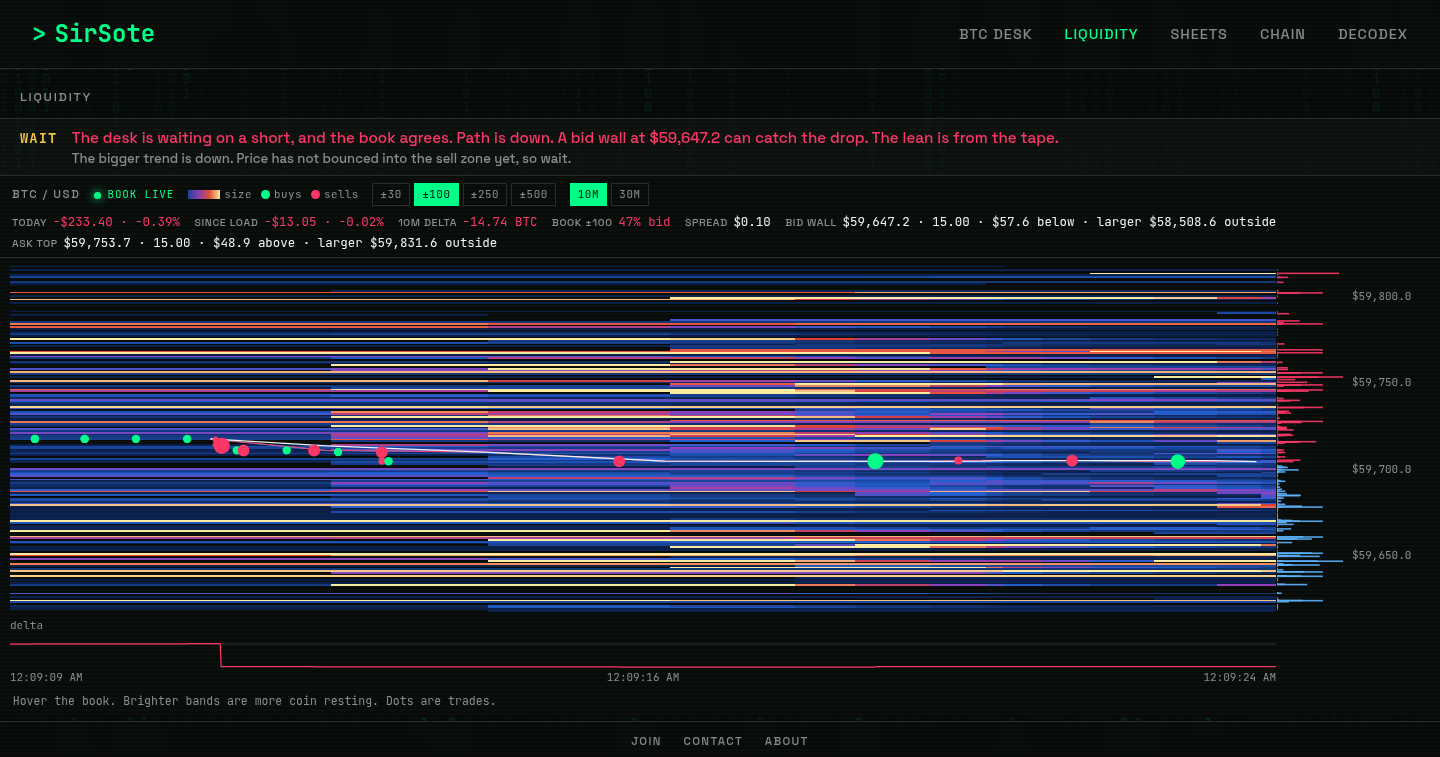 > SirSote
BTC DESK LIQUIDITY SHEETS CHAIN DECODEX
LIQUIDITY
WAIT The desk is waiting on a short, and the book agrees. Path is down. A bid wall at $59,647.2 can catch the drop. The lean is from the tape.
The bigger trend is down. Price has not bounced into the sell zone yet, so wait.
BTC / USD BOOK LIVE size buys sells ±30 ±100 ±250 ±500 10M 30M
TODAY -$233.40 · -0.39% SINCE LOAD -$13.05 · -0.02% 10M DELTA -14.74 BTC BOOK ±100 47% bid SPREAD $0.10 BID WALL $59,647.2 · 15.00 · $57.6 below · larger $58,508.6 outside
ASK TOP $59,753.7 · 15.00 · $48.9 above · larger $59,831.6 outside
$59,800.0
$59,750.0
$59,700.0
$59,650.0
delta
12:09:09 AM 12:09:16 AM 12:09:24 AM
Hover the book. Brighter bands are more coin resting. Dots are trades.
JOIN CONTACT ABOUT